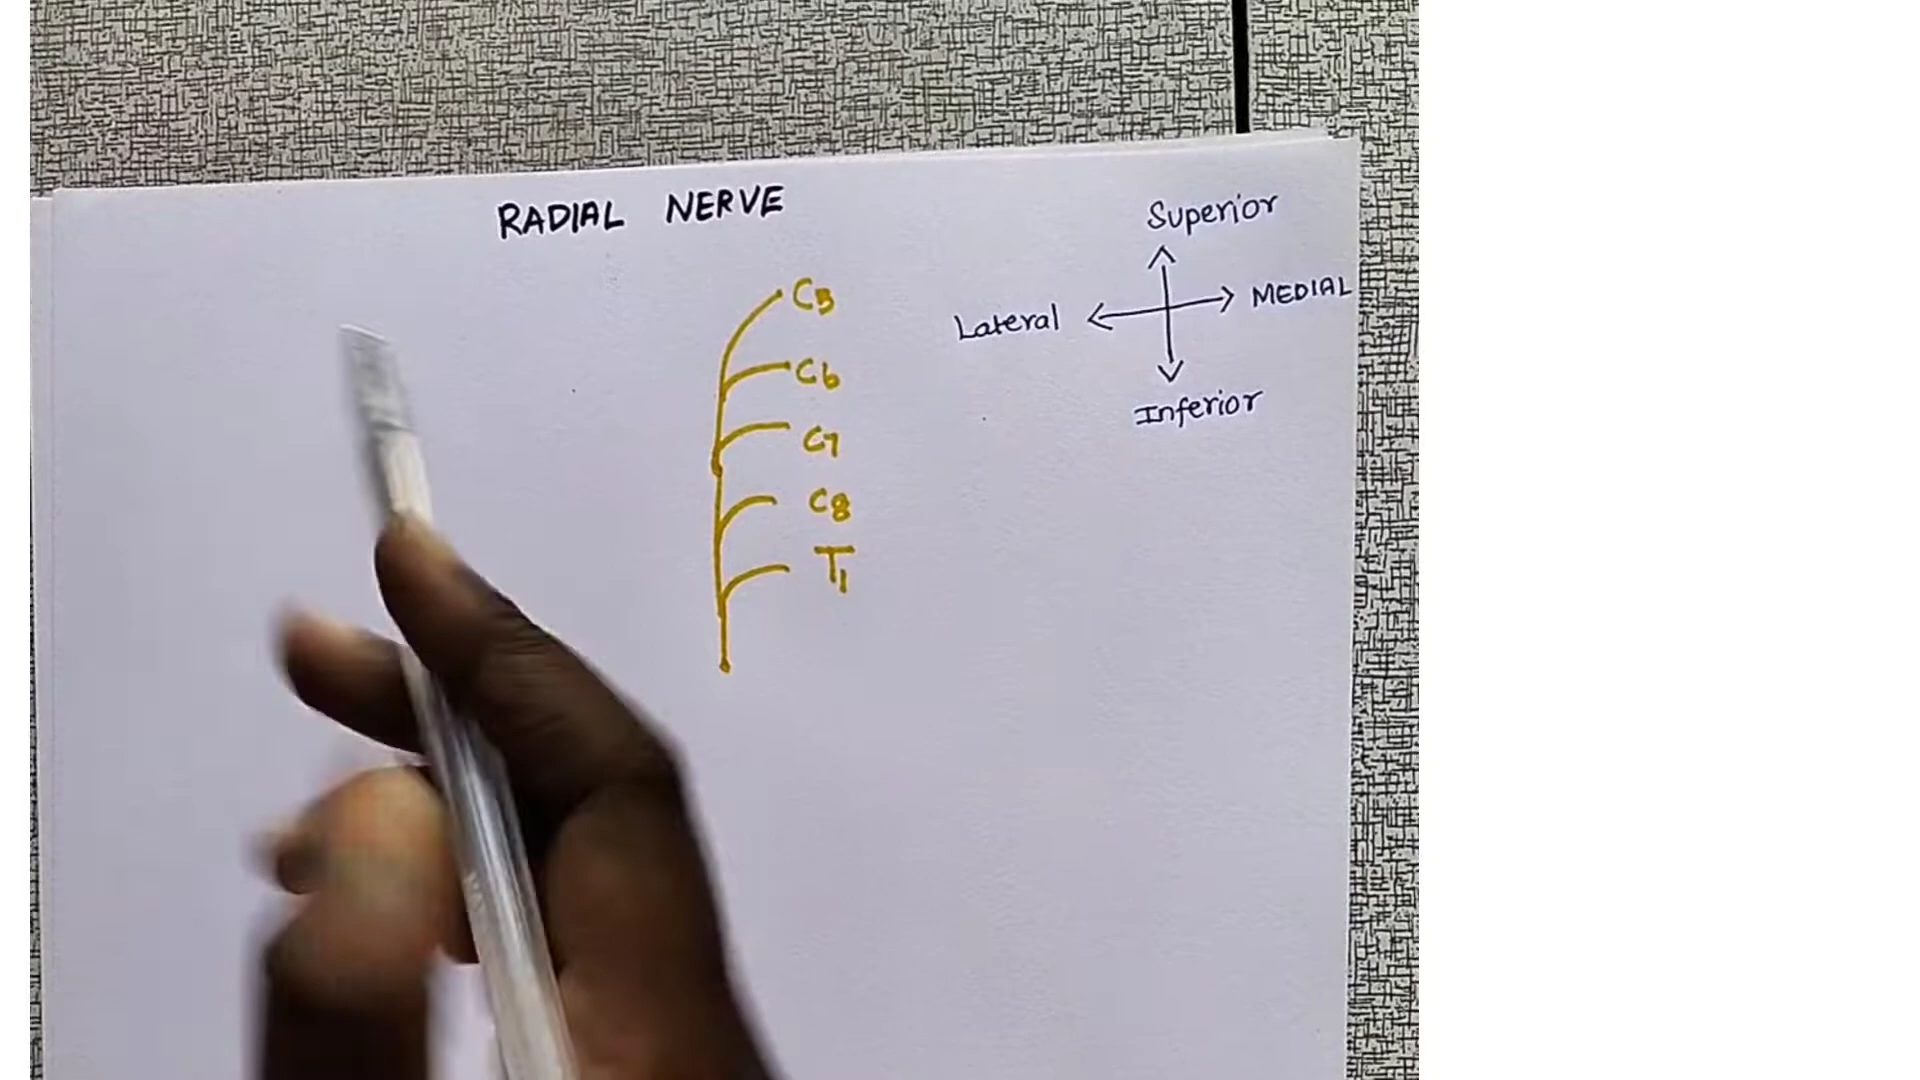 RADIAL NERVE
Superior
Lateral
MEDIAL
Inferior
C5
C6
C7
C8
T1